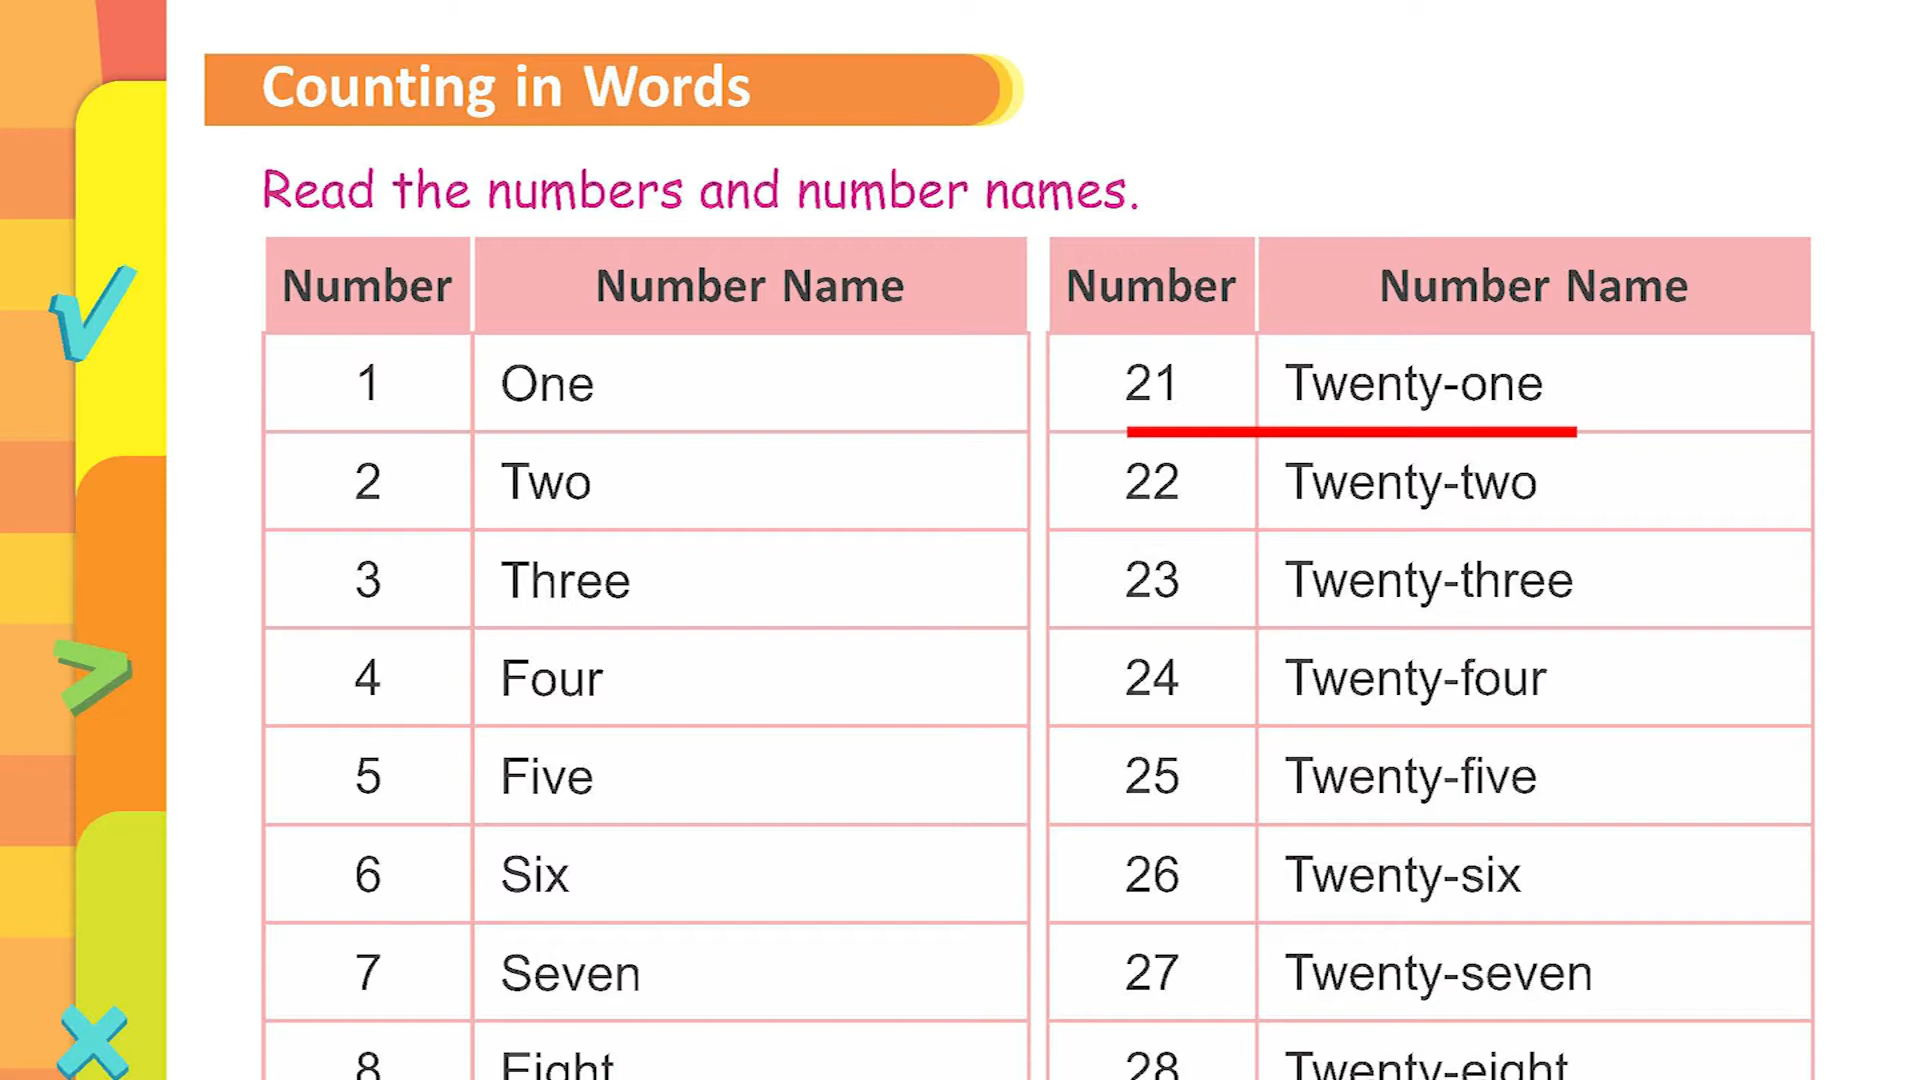 Counting in Words
Read the numbers and number names.
Number Number Name Number Number Name
1 One 21 Twenty-one
2 Two 22 Twenty-two
3 Three 23 Twenty-three
4 Four 24 Twenty-four
5 Five 25 Twenty-five
6 Six 26 Twenty-six
7 Seven 27 Twenty-seven
8 Eight 28 Twenty-eight